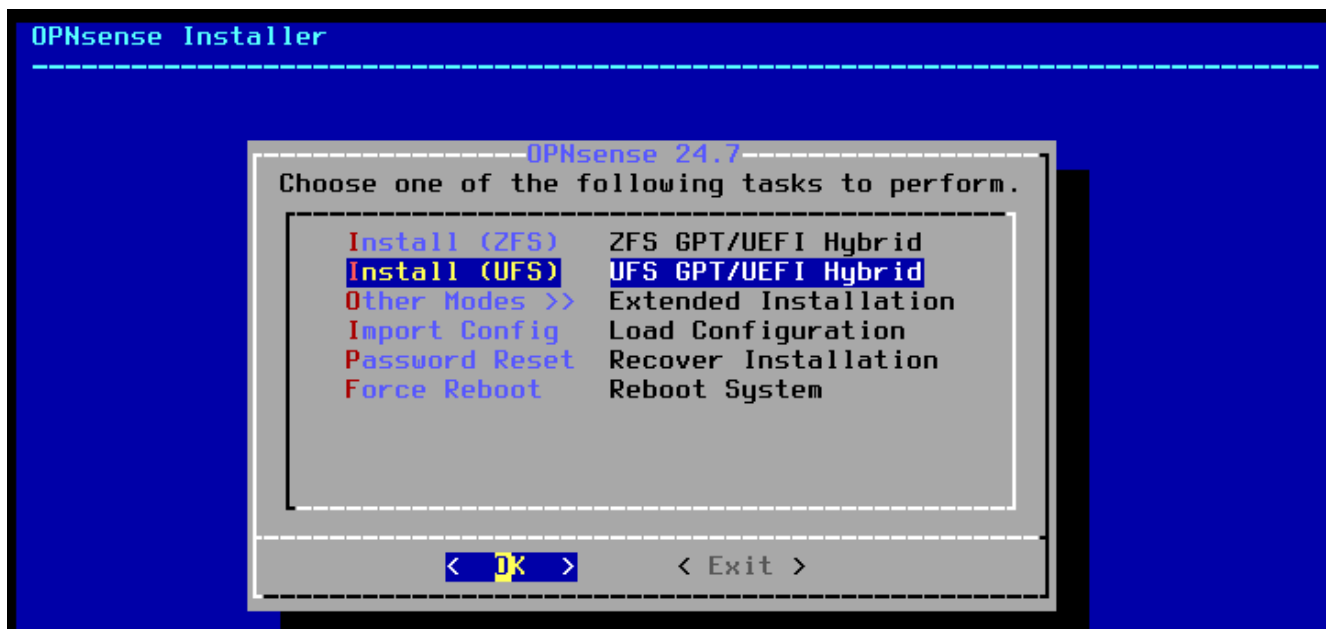 OPNsense Installer
OPNsense 24.7
Choose one of the following tasks to perform.
Install (ZFS) ZFS GPT/UEFI Hybrid
Install (UFS) UFS GPT/UEFI Hybrid
Other Modes >> Extended Installation
Import Config Load Configuration
Password Reset Recover Installation
Force Reboot Reboot System
< OK > < Exit >